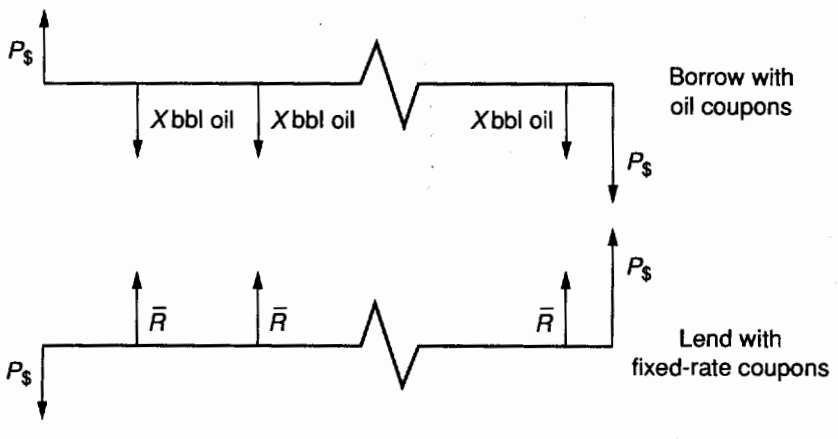 P$
X bbl oil X bbl oil X bbl oil
Borrow with
oil coupons
P$
P$
R̄ R̄ R̄
Lend with
fixed-rate coupons
P$